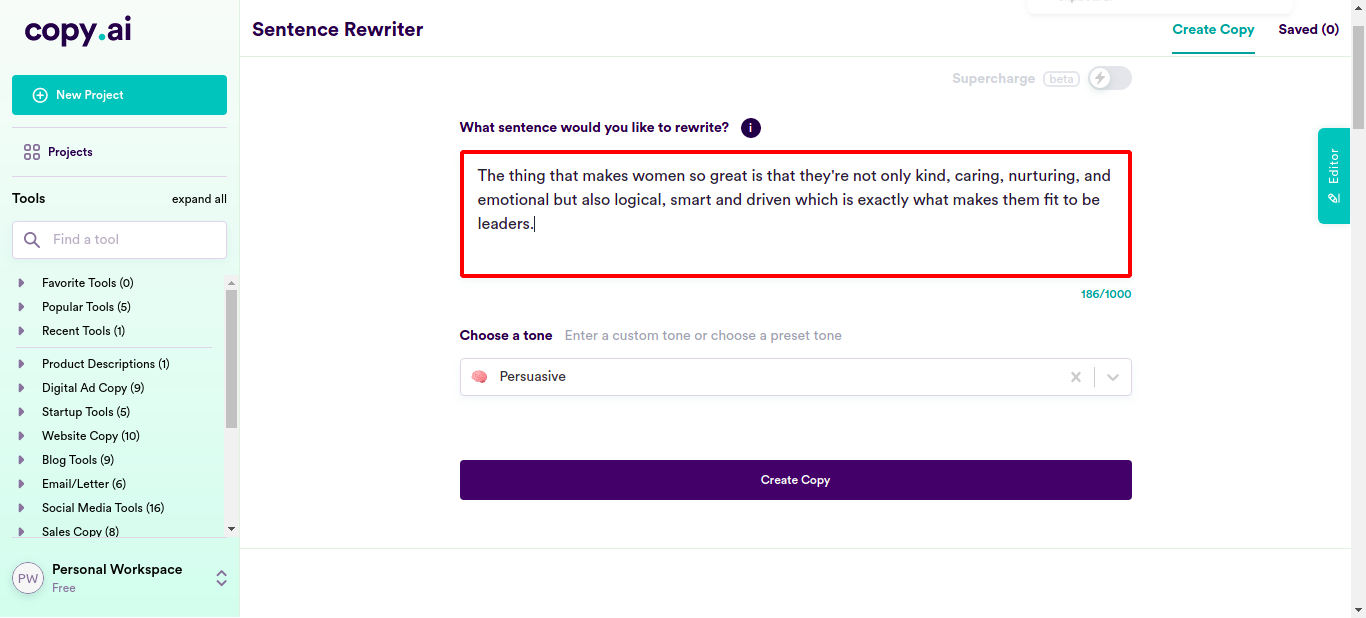 copy.ai
New Project
Projects
Tools
expand all
Find a tool
Favorite Tools (0)
Popular Tools (5)
Recent Tools (1)
Product Descriptions (1)
Digital Ad Copy (9)
Startup Tools (5)
Website Copy (10)
Blog Tools (9)
Email/Letter (6)
Social Media Tools (16)
Sales Copy (8)
PW
Personal Workspace
Free
Sentence Rewriter
Create Copy
Saved (0)
Supercharge beta
What sentence would you like to rewrite? i
The thing that makes women so great is that they're not only kind, caring, nurturing, and
emotional but also logical, smart and driven which is exactly what makes them fit to be
leaders.
186/1000
Choose a tone Enter a custom tone or choose a preset tone
Persuasive
Create Copy
Editor